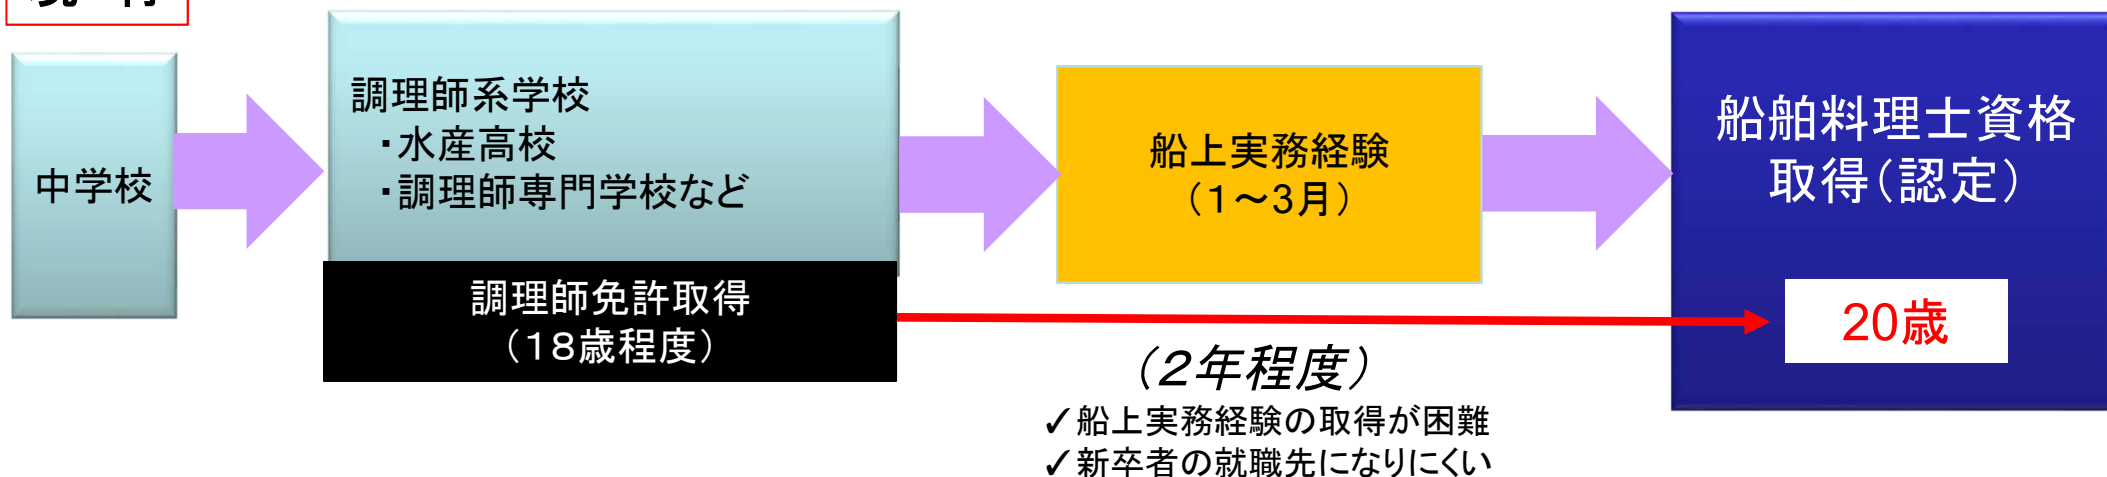 中学校
調理師系学校
・水産高校
・調理師専門学校など
調理師免許取得
（１８歳程度）
船上実務経験
（１～３月）
船舶料理士資格
取得（認定）
20歳
（２年程度）
✓船上実務経験の取得が困難
✓新卒者の就職先になりにくい